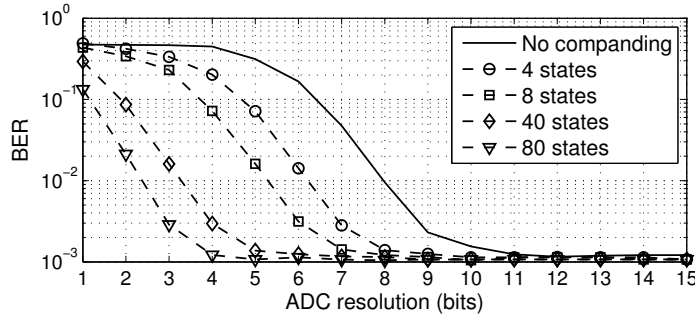 10^0
10^-1
10^-2
10^-3
BER
1 2 3 4 5 6 7 8 9 10 11 12 13 14 15
ADC resolution (bits)
No companding
4 states
8 states
40 states
80 states